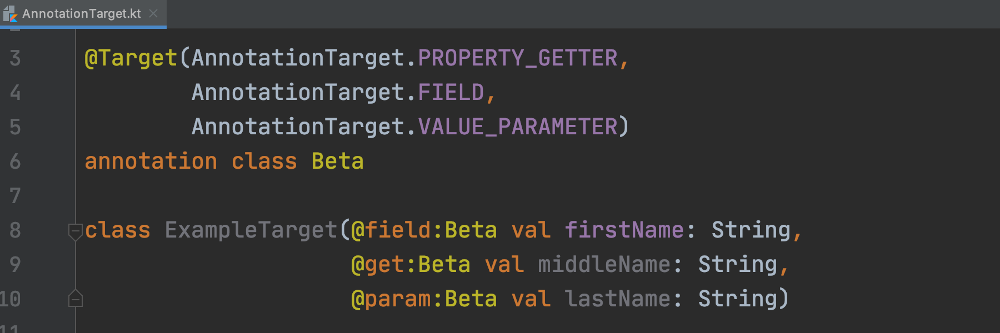 AnnotationTarget.kt
3 @Target(AnnotationTarget.PROPERTY_GETTER,
4 AnnotationTarget.FIELD,
5 AnnotationTarget.VALUE_PARAMETER)
6 annotation class Beta
7
8 class ExampleTarget(@field:Beta val firstName: String,
9 @get:Beta val middleName: String,
10 @param:Beta val lastName: String)
11